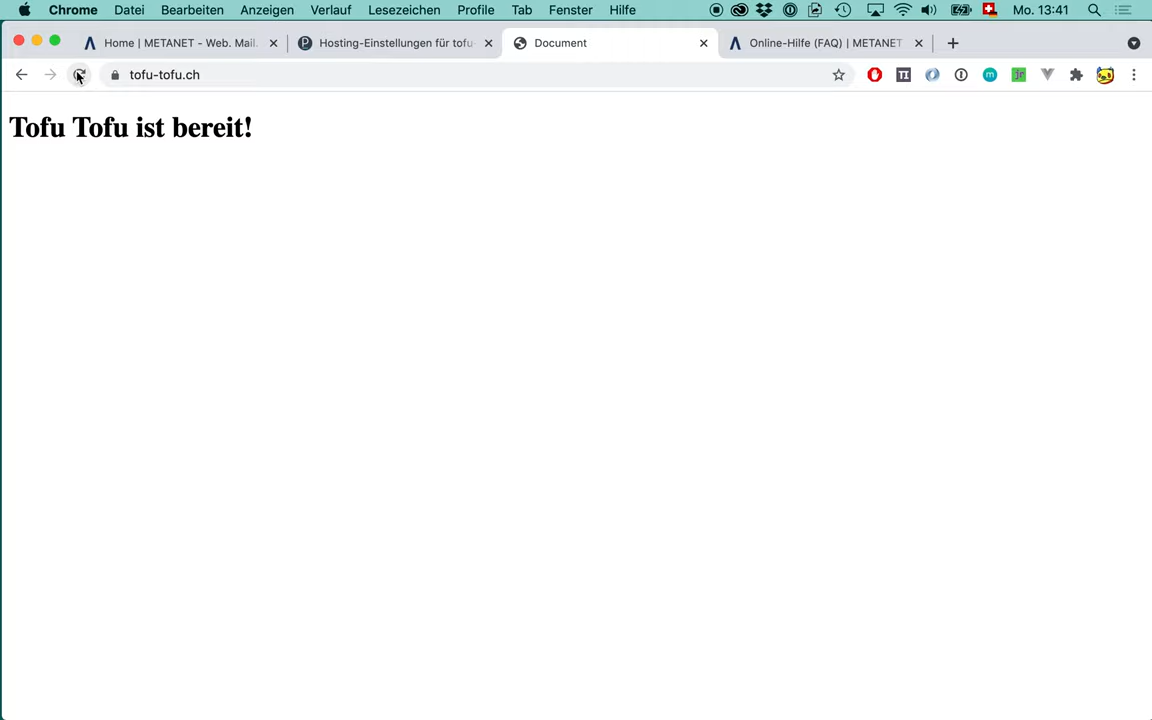 Chrome Datei Bearbeiten Anzeigen Verlauf Lesezeichen Profile Tab Fenster Hilfe Mo. 13:41
Home | METANET - Web. Mail. Hosting-Einstellungen für tofu- Document Online-Hilfe (FAQ) | METANET
tofu-tofu.ch
Tofu Tofu ist bereit!